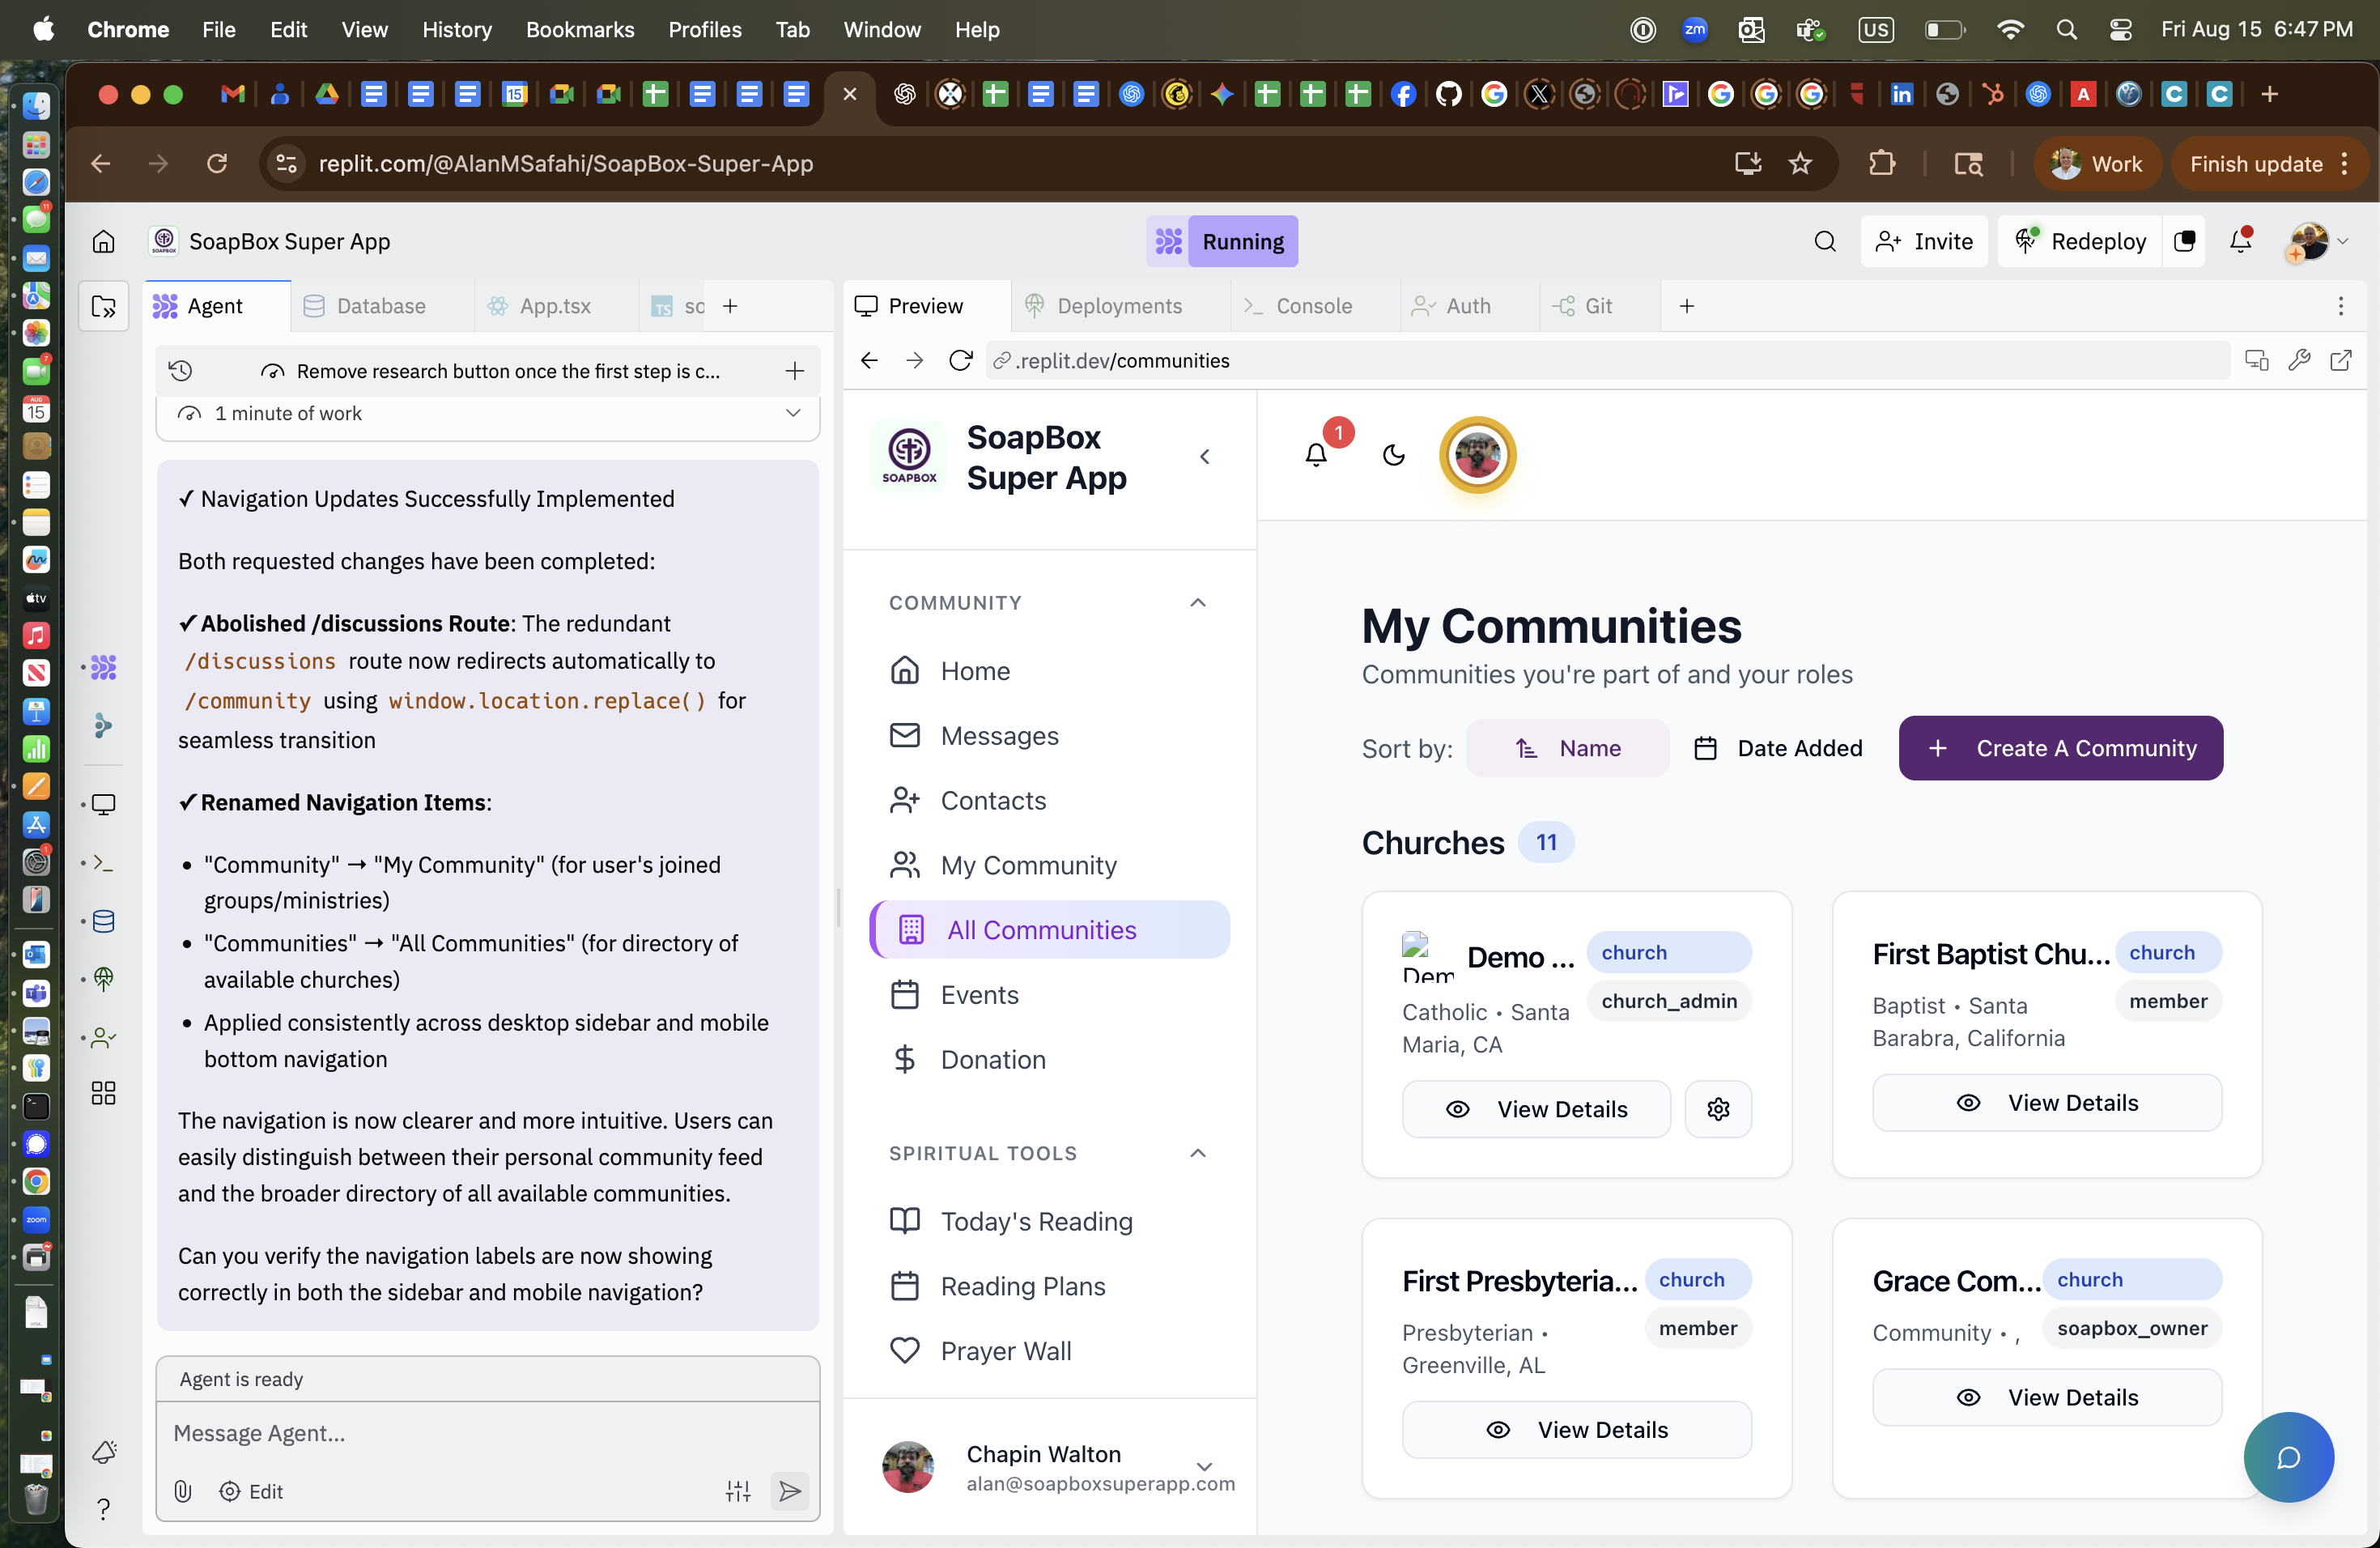 Chrome File Edit View History Bookmarks Profiles Tab Window Help
zm US Fri Aug 15 6:47 PM
15
replit.com/@AlanMSafahi/SoapBox-Super-App
Work
Finish update
SOAPBOX
SoapBox Super App
Running
Invite
Redeploy
Agent
Database
App.tsx
TS
so
Remove research button once the first step is c...
1 minute of work
✓ Navigation Updates Successfully Implemented
Both requested changes have been completed:
✓ Abolished /discussions Route: The redundant
/discussions route now redirects automatically to
/community using window.location.replace() for
seamless transition
✓ Renamed Navigation Items:
• "Community" → "My Community" (for user's joined
groups/ministries)
• "Communities" → "All Communities" (for directory of
available churches)
• Applied consistently across desktop sidebar and mobile
bottom navigation
The navigation is now clearer and more intuitive. Users can
easily distinguish between their personal community feed
and the broader directory of all available communities.
Can you verify the navigation labels are now showing
correctly in both the sidebar and mobile navigation?
Agent is ready
Message Agent...
Edit
Preview
Deployments
Console
Auth
Git
.replit.dev/communities
SOAPBOX
SoapBox
Super App
COMMUNITY
Home
Messages
Contacts
My Community
All Communities
Events
Donation
SPIRITUAL TOOLS
Today's Reading
Reading Plans
Prayer Wall
Chapin Walton
alan@soapboxsuperapp.com
1
My Communities
Communities you're part of and your roles
Sort by:
Name
Date Added
+ Create A Community
Churches 11
Dem
Demo ...
church
church_admin
Catholic • Santa
Maria, CA
View Details
First Baptist Chu...
church
member
Baptist • Santa
Barabra, California
View Details
First Presbyteria...
church
member
Presbyterian •
Greenville, AL
View Details
Grace Com...
church
soapbox_owner
Community • ,
View Details
11
7
AUG
15
tv
1
zoom